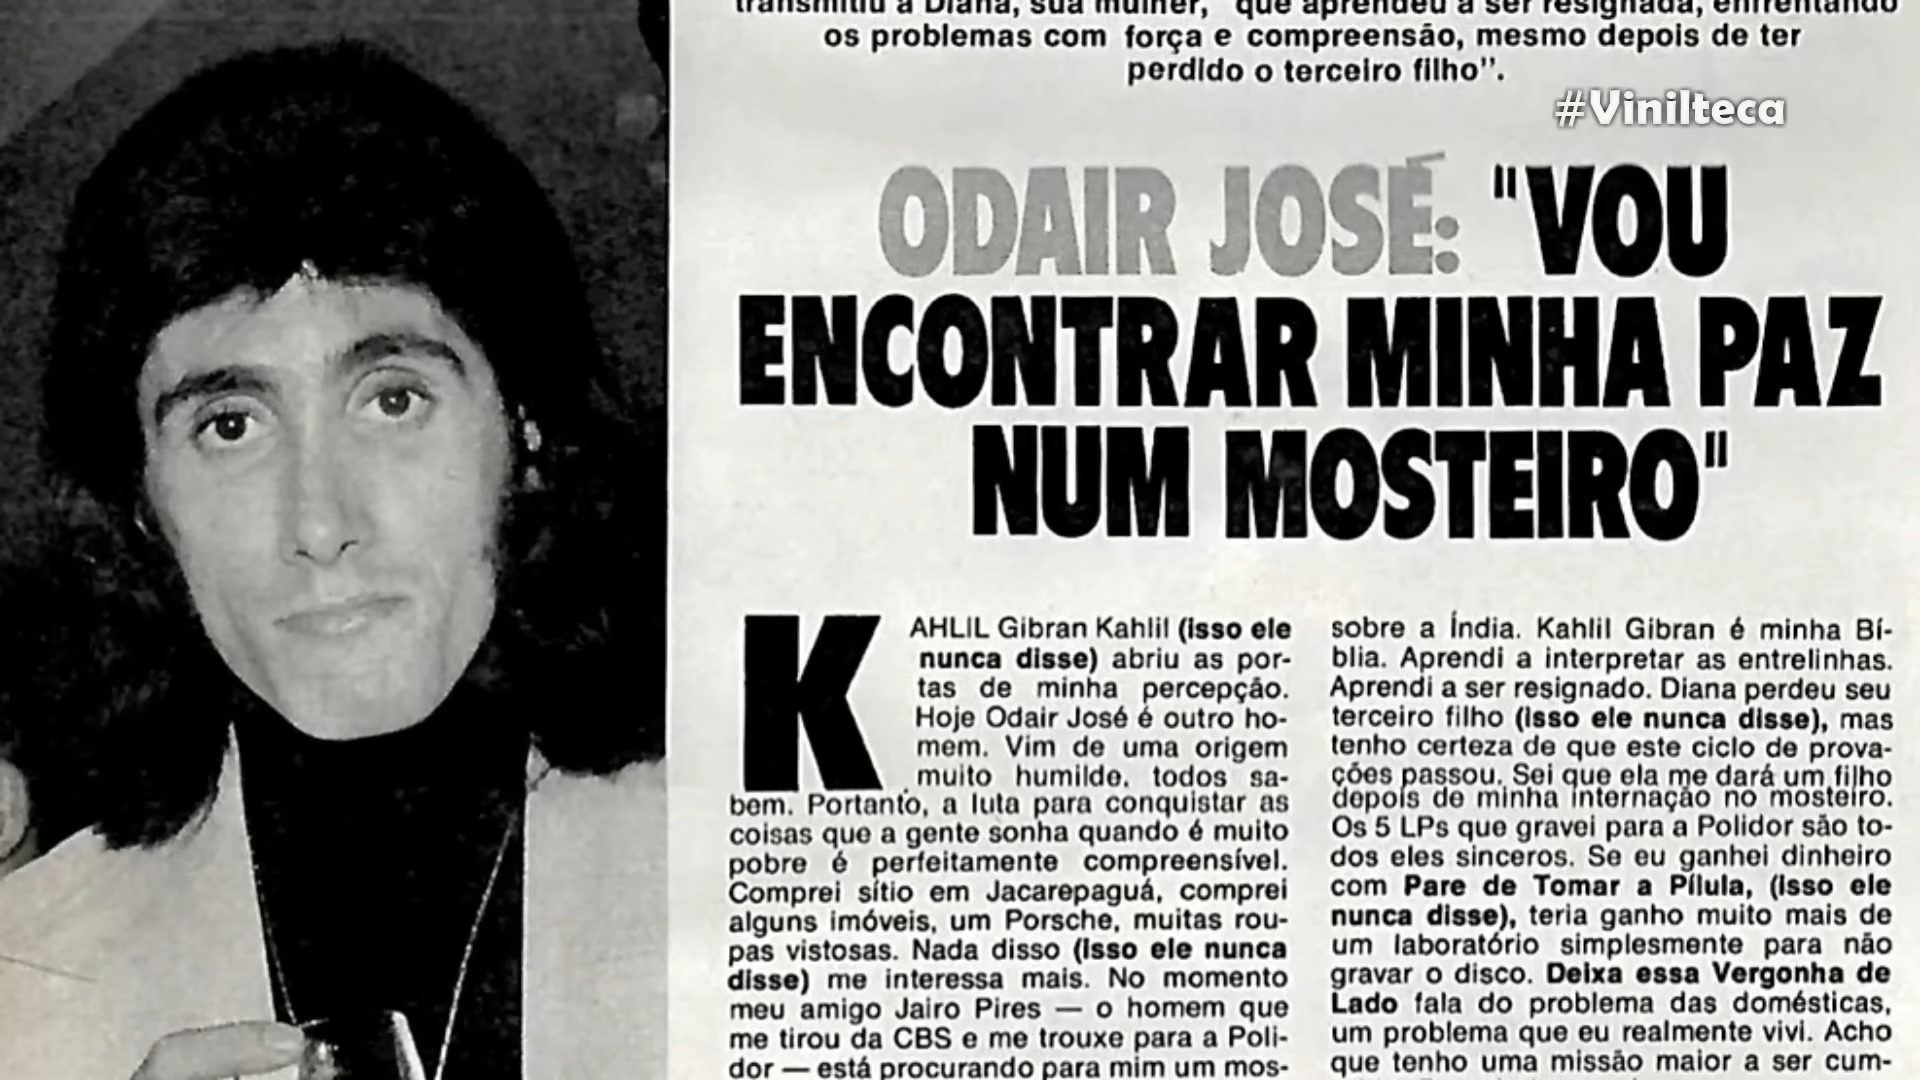 transmitiu a Diana, sua mulher, "que aprendeu a ser resignada, enfrentando
os problemas com força e compreensão, mesmo depois de ter
perdido o terceiro filho".
#Vinilteca
ODAIR JOSÉ: "VOU
ENCONTRAR MINHA PAZ
NUM MOSTEIRO"
KAHLIL Gibran Kahlil (isso ele
nunca disse) abriu as por-
tas de minha percepção.
Hoje Odair José é outro ho-
mem. Vim de uma origem
muito humilde, todos sa-
bem. Portanto, a luta para conquistar as
coisas que a gente sonha quando é muito
pobre é perfeitamente compreensível.
Comprei sítio em Jacarepaguá, comprei
alguns imóveis, um Porsche, muitas rou-
pas vistosas. Nada disso (isso ele nunca
disse) me interessa mais. No momento
meu amigo Jairo Pires — o homem que
me tirou da CBS e me trouxe para a Poli-
dor — está procurando para mim um mos-
sobre a Índia. Kahlil Gibran é minha Bí-
blia. Aprendi a interpretar as entrelinhas.
Aprendi a ser resignado. Diana perdeu seu
terceiro filho (isso ele nunca disse), mas
tenho certeza de que este ciclo de prova-
ções passou. Sei que ela me dará um filho
depois de minha internação no mosteiro.
Os 5 LPs que gravei para a Polidor são to-
dos eles sinceros. Se eu ganhei dinheiro
com Pare de Tomar a Pílula, (isso ele
nunca disse), teria ganho muito mais de
um laboratório simplesmente para não
gravar o disco. Deixa essa Vergonha de
Lado fala do problema das domésticas,
um problema que eu realmente vivi. Acho
que tenho uma missão maior a ser cum-